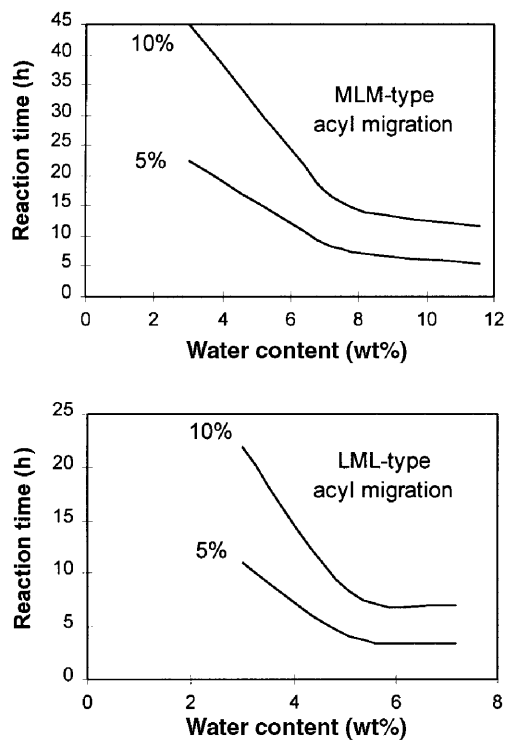 45
40
35
30
25
20
15
10
5
0
10%
5%
MLM-type
acyl migration
Reaction time (h)
0 2 4 6 8 10 12
Water content (wt%)
25
20
15
10
5
0
10%
5%
LML-type
acyl migration
Reaction time (h)
0 2 4 6 8
Water content (wt%)